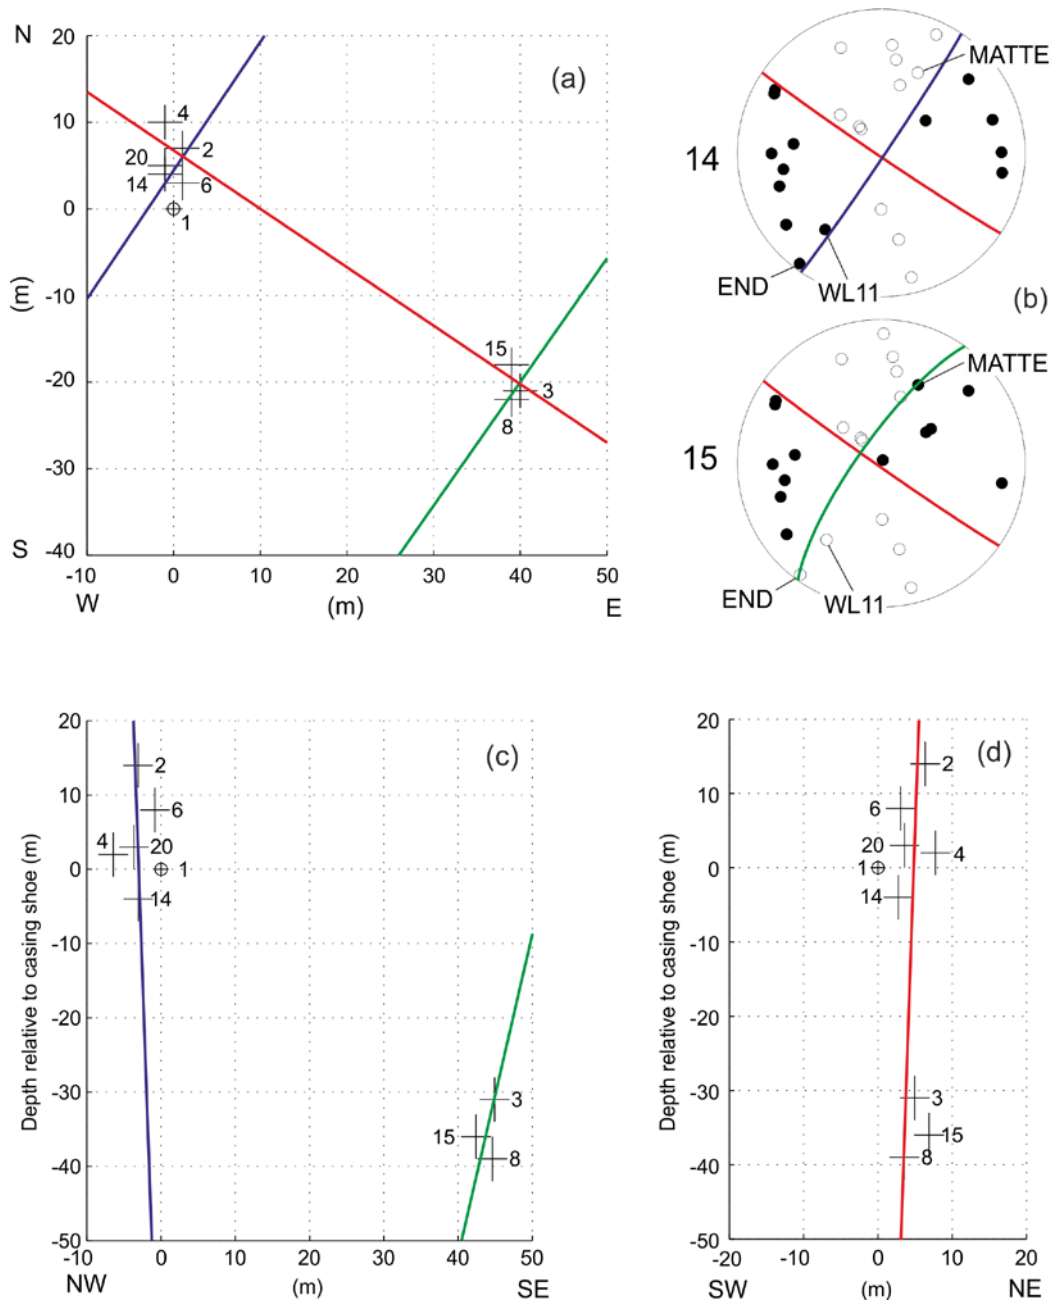 N
20
10
0
-10
-20
-30
-40
S
(m)
(a)
4
2
20
14
6
1
15
3
8
-10 0 10 20 30 40 50
W (m) E
14
MATTE
END
WL11
(b)
15
MATTE
END
WL11
20
10
0
-10
-20
-30
-40
-50
Depth relative to casing shoe (m)
(c)
2
6
4
20
1
14
3
15
8
-10 0 10 20 30 40 50
NW (m) SE
20
10
0
-10
-20
-30
-40
-50
Depth relative to casing shoe (m)
(d)
2
6
20
4
1
14
3
15
8
-20 -10 0 10 20
SW (m) NE